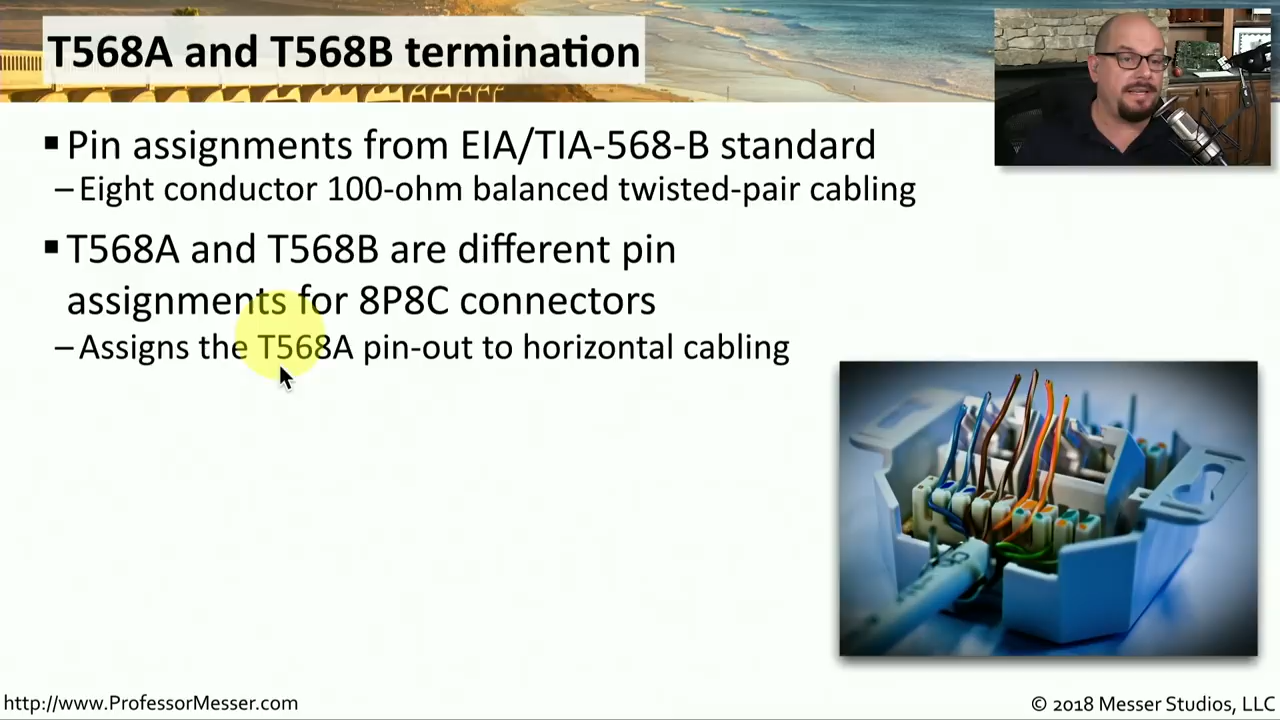 T568A and T568B termination
▪ Pin assignments from EIA/TIA-568-B standard
– Eight conductor 100-ohm balanced twisted-pair cabling
▪ T568A and T568B are different pin
assignments for 8P8C connectors
– Assigns the T568A pin-out to horizontal cabling
http://www.ProfessorMesser.com
© 2018 Messer Studios, LLC